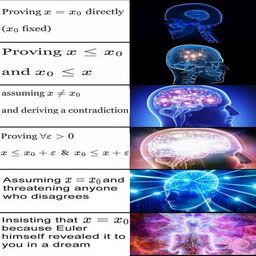 Proving x = x₀ directly
(x₀ fixed)
Proving x ≤ x₀
and x₀ ≤ x
assuming x ≠ x₀
and deriving a contradiction
Proving ∀ε > 0
x ≤ x₀ + ε & x₀ ≤ x + ε
Assuming x = x₀ and
threatening anyone
who disagrees
Insisting that x = x₀
because Euler
himself revealed it to
you in a dream